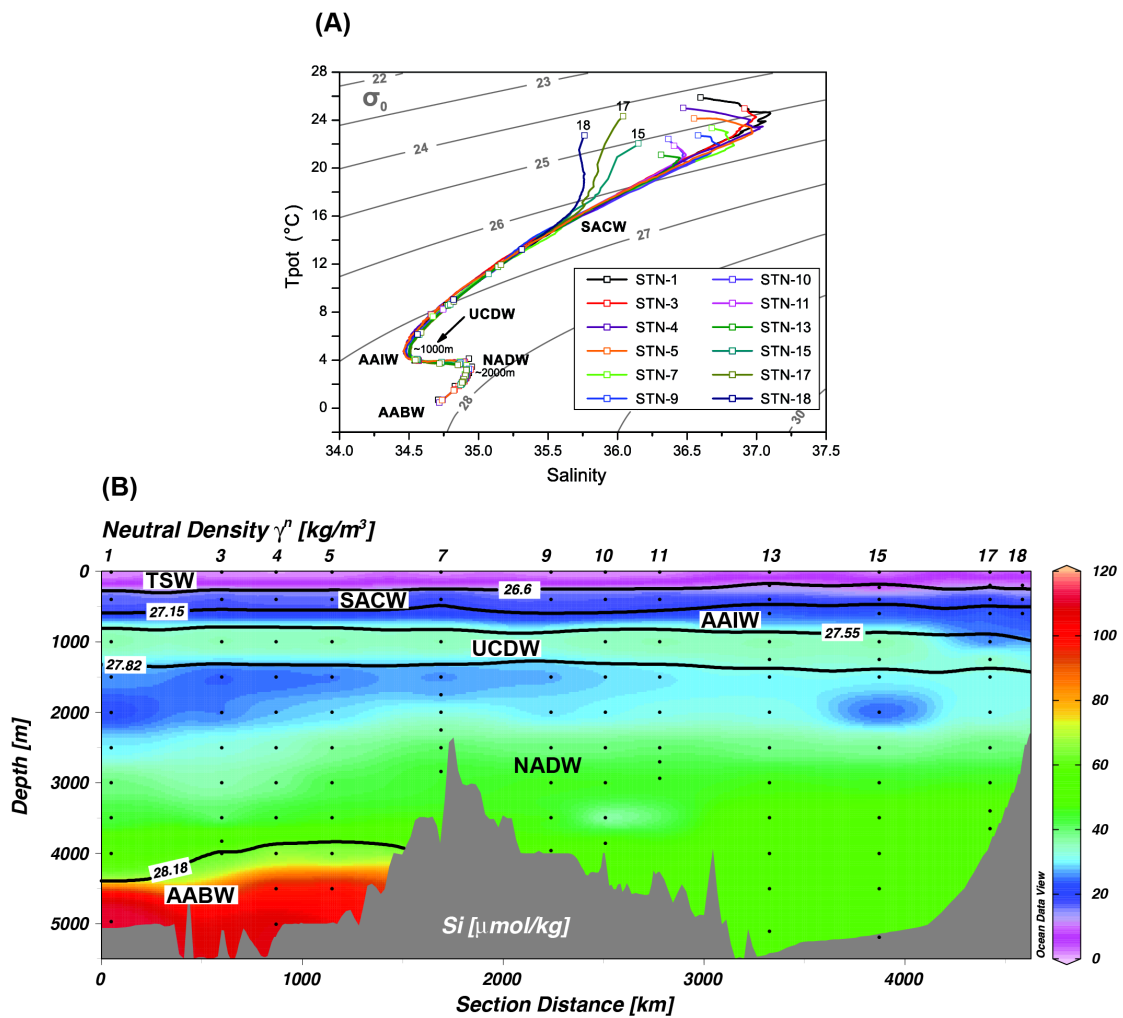 (A)
28
24
20
16
12
8
4
0
Tpot (°C)
34.0 34.5 35.0 35.5 36.0 36.5 37.0 37.5
Salinity
σ0
22
23
24
25
26
27
28
30
17
18
15
SACW
UCDW
~1000m
AAIW
NADW
~2000m
AABW
STN-1 STN-10
STN-3 STN-11
STN-4 STN-13
STN-5 STN-15
STN-7 STN-17
STN-9 STN-18
(B)
Neutral Density γn [kg/m3]
1 3 4 5 7 9 10 11 13 15 17 18
0
1000
2000
3000
4000
5000
Depth [m]
TSW
26.6
SACW
27.15
AAIW
27.55
UCDW
27.82
NADW
28.18
AABW
Si [μmol/kg]
Ocean Data View
120
100
80
60
40
20
0
0 1000 2000 3000 4000
Section Distance [km]